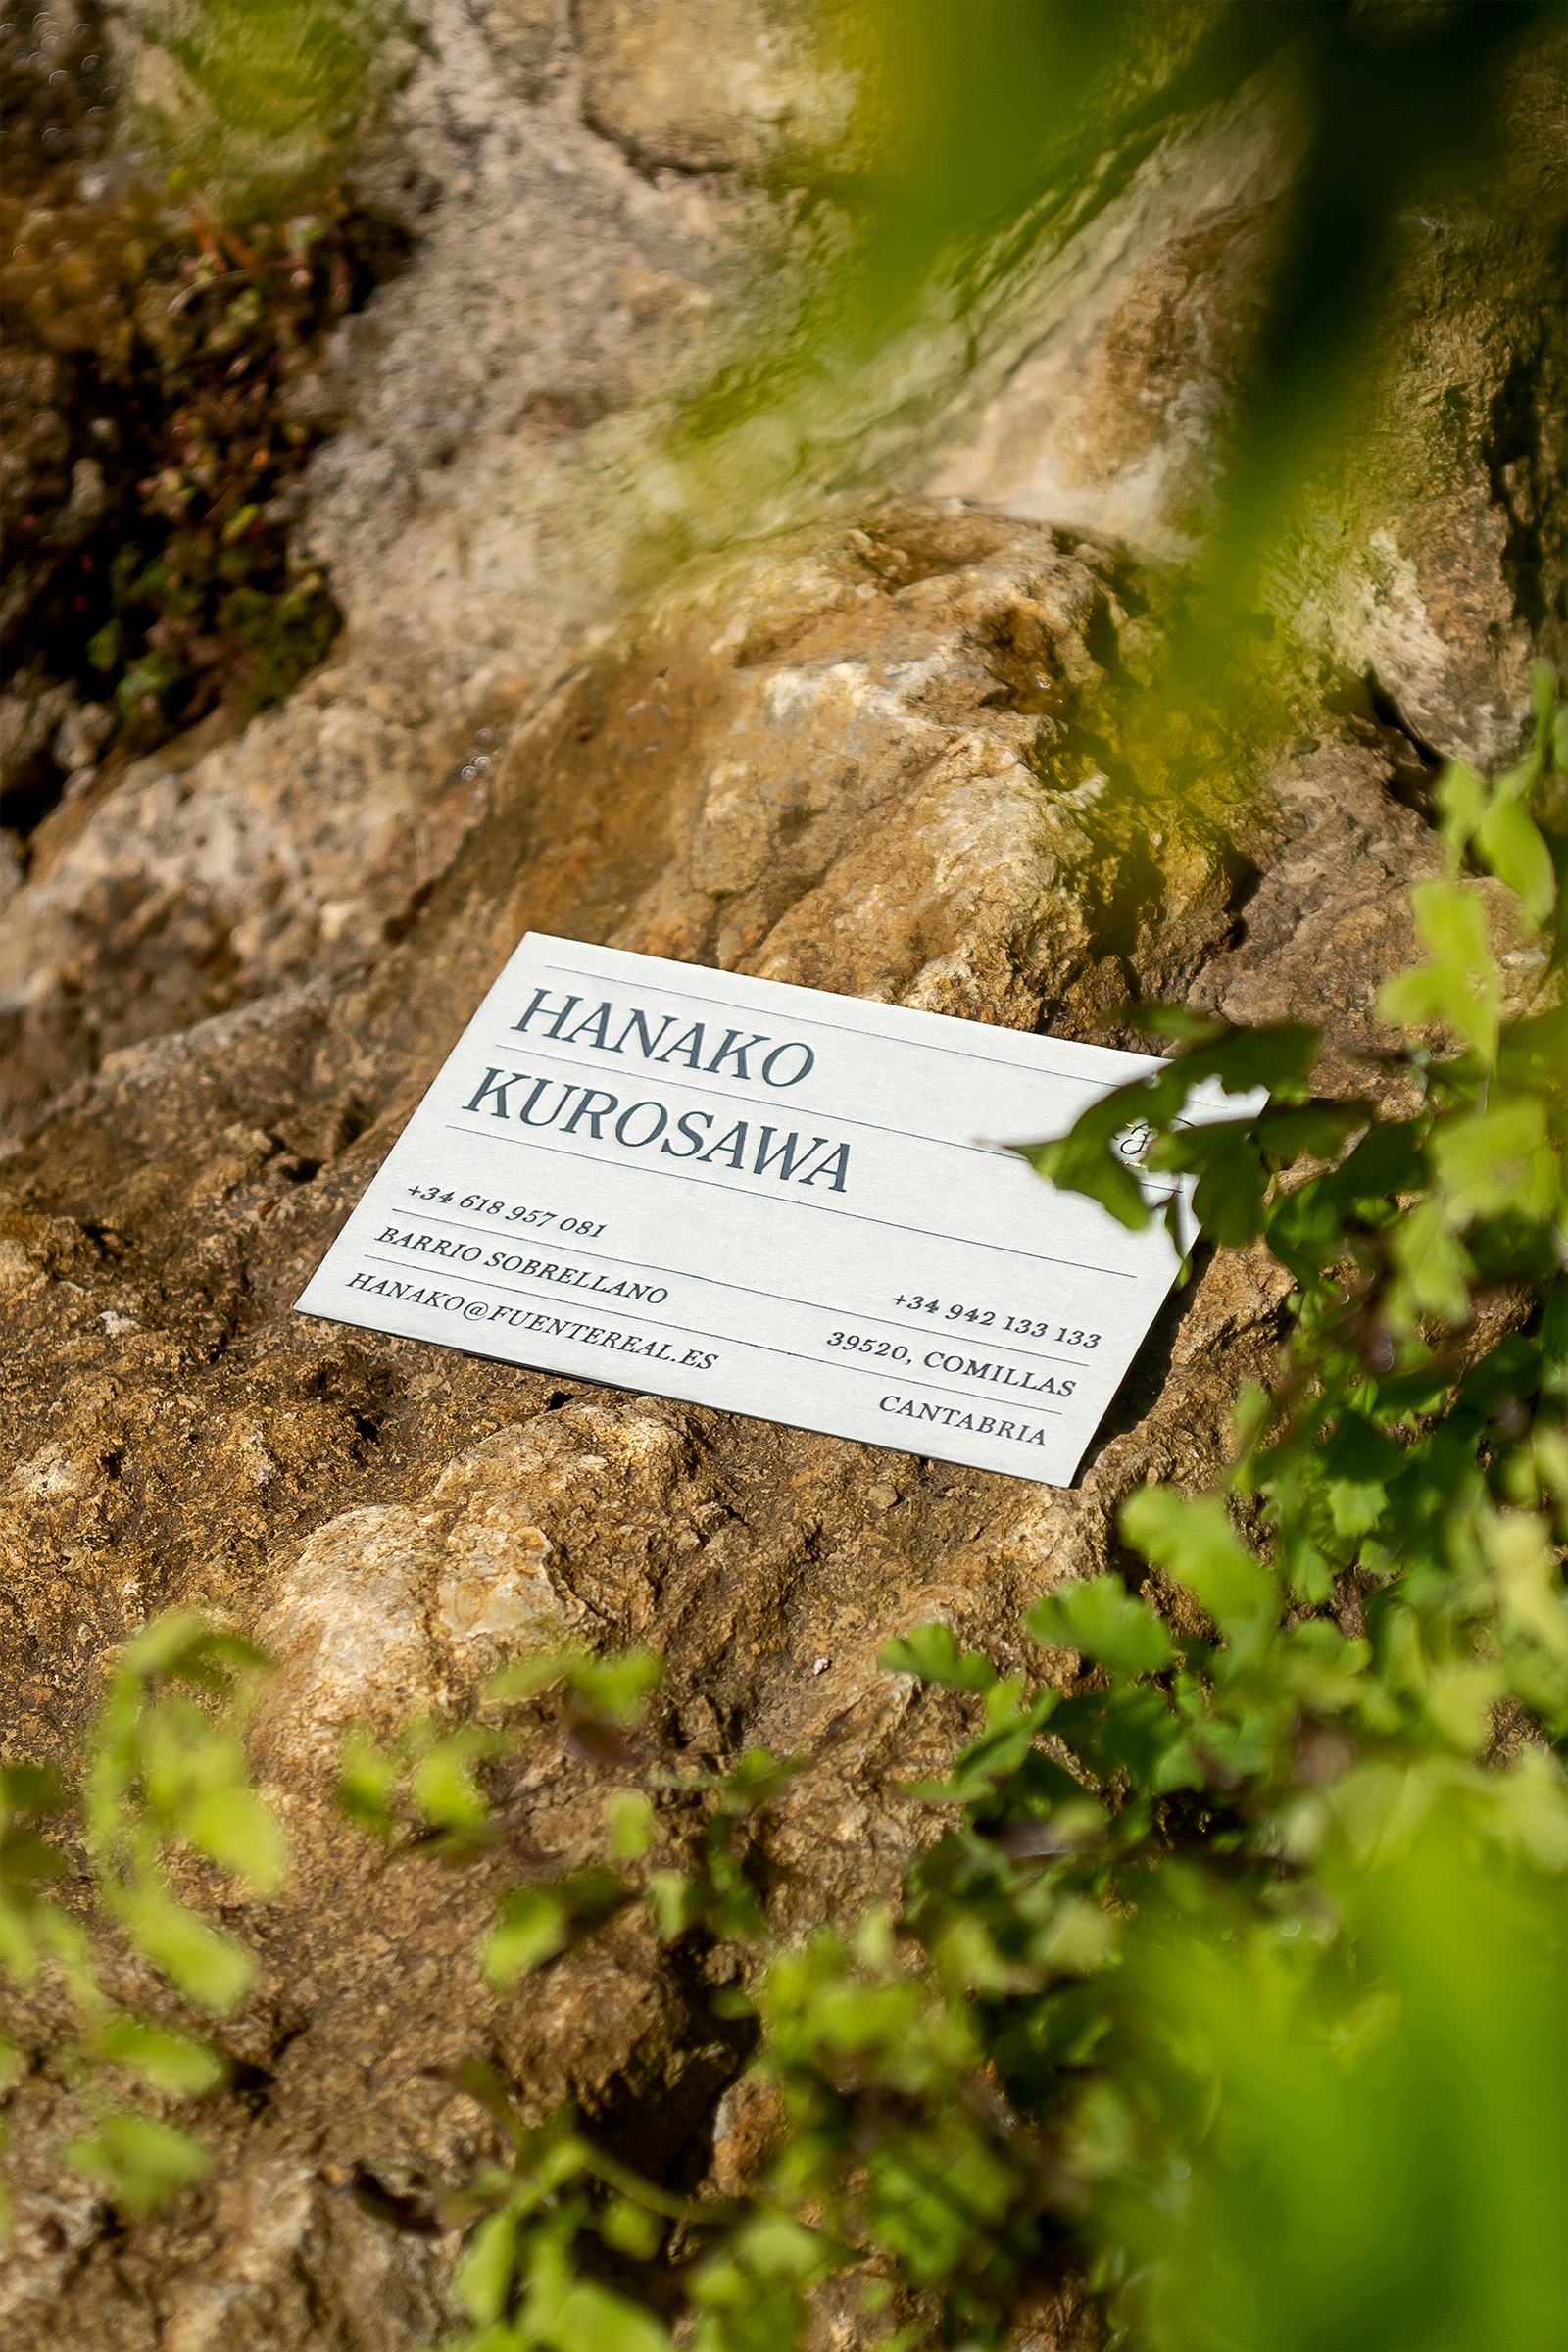 HANAKO
KUROSAWA
+34 618 957 081
+34 942 133 133
BARRIO SOBRELLANO
39520, COMILLAS
HANAKO@FUENTEREAL.ES
CANTABRIA